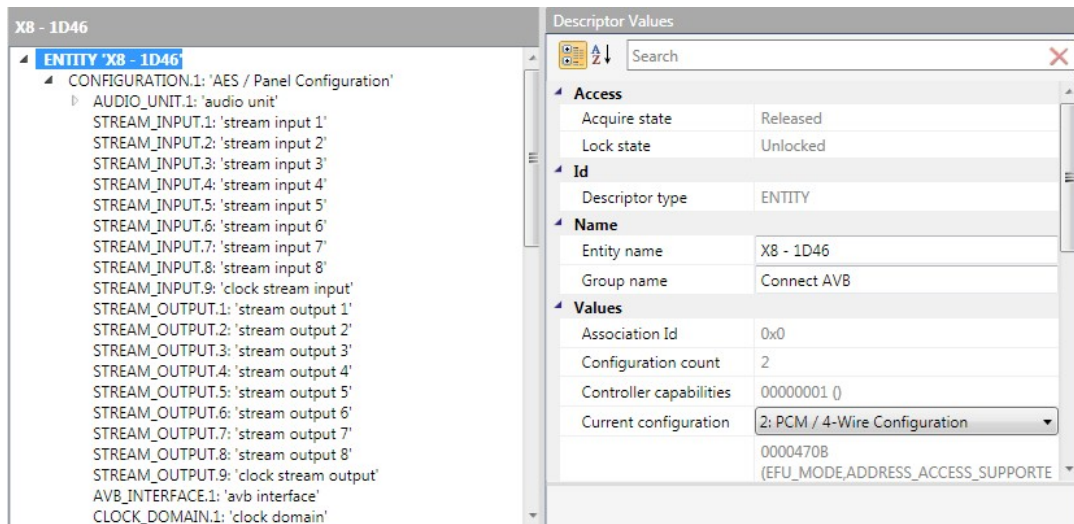 X8 - 1D46
ENTITY 'X8 - 1D46'
CONFIGURATION.1: 'AES / Panel Configuration'
AUDIO_UNIT.1: 'audio unit'
STREAM_INPUT.1: 'stream input 1'
STREAM_INPUT.2: 'stream input 2'
STREAM_INPUT.3: 'stream input 3'
STREAM_INPUT.4: 'stream input 4'
STREAM_INPUT.5: 'stream input 5'
STREAM_INPUT.6: 'stream input 6'
STREAM_INPUT.7: 'stream input 7'
STREAM_INPUT.8: 'stream input 8'
STREAM_INPUT.9: 'clock stream input'
STREAM_OUTPUT.1: 'stream output 1'
STREAM_OUTPUT.2: 'stream output 2'
STREAM_OUTPUT.3: 'stream output 3'
STREAM_OUTPUT.4: 'stream output 4'
STREAM_OUTPUT.5: 'stream output 5'
STREAM_OUTPUT.6: 'stream output 6'
STREAM_OUTPUT.7: 'stream output 7'
STREAM_OUTPUT.8: 'stream output 8'
STREAM_OUTPUT.9: 'clock stream output'
AVB_INTERFACE.1: 'avb interface'
CLOCK_DOMAIN.1: 'clock domain'
Descriptor Values
A Z Search
Access
Acquire state Released
Lock state Unlocked
Id
Descriptor type ENTITY
Name
Entity name X8 - 1D46
Group name Connect AVB
Values
Association Id 0x0
Configuration count 2
Controller capabilities 00000001 ()
Current configuration 2: PCM / 4-Wire Configuration
0000470B
(EFU_MODE,ADDRESS_ACCESS_SUPPORTE